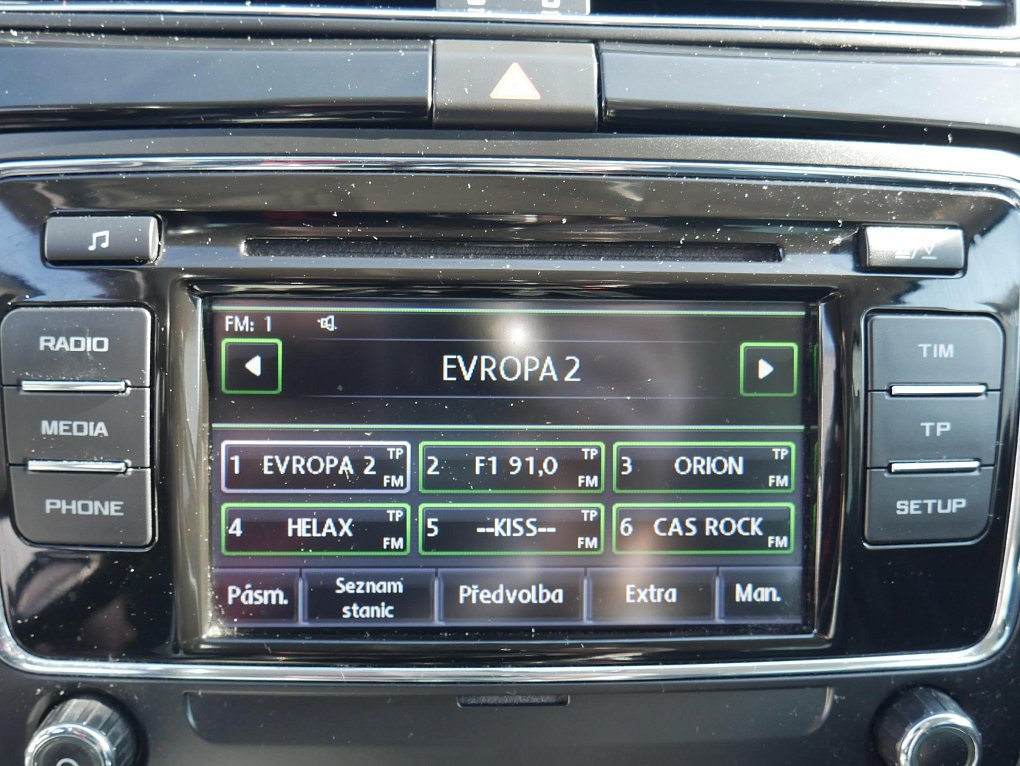 FM: 1
EVROPA 2
RADIO
MEDIA
PHONE
TIM
TP
SETUP
1 EVROPA 2 TP FM
2 F1 91,0 TP FM
3 ORION TP FM
4 HELAX TP FM
5 --KISS-- TP FM
6 CAS ROCK FM
Pásm.
Seznam
stanic
Předvolba
Extra
Man.